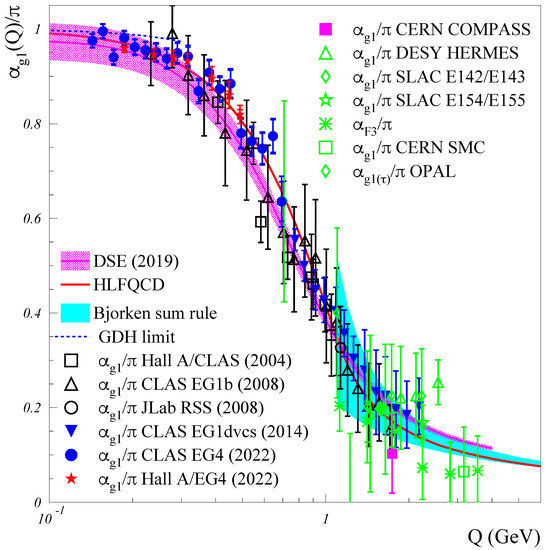 α_g1(Q)/π
1
0.8
0.6
0.4
0.2
0
10⁻¹
1
Q (GeV)
α_g1/π CERN COMPASS
α_g1/π DESY HERMES
α_g1/π SLAC E142/E143
α_g1/π SLAC E154/E155
α_F3/π
α_g1/π CERN SMC
α_g1(τ)/π OPAL
DSE (2019)
HLFQCD
Bjorken sum rule
GDH limit
α_g1/π Hall A/CLAS (2004)
α_g1/π CLAS EG1b (2008)
α_g1/π JLab RSS (2008)
α_g1/π CLAS EG1dvcs (2014)
α_g1/π CLAS EG4 (2022)
α_g1/π Hall A/EG4 (2022)